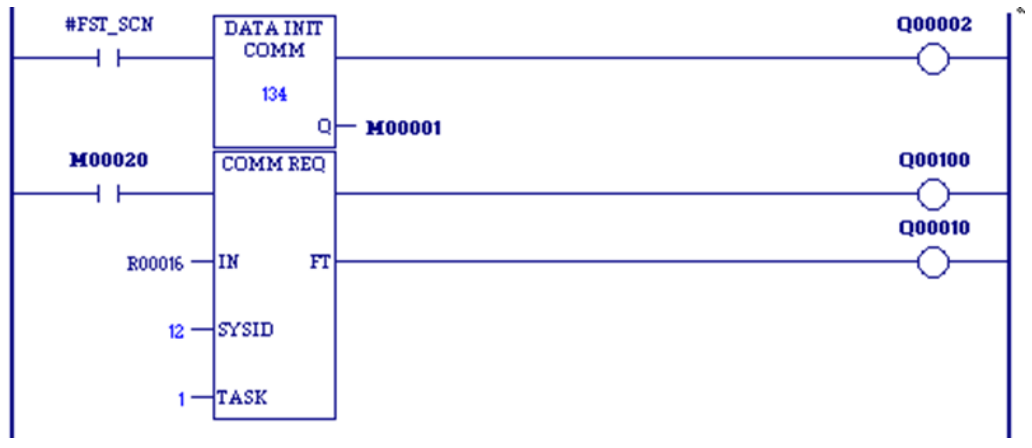 #FST_SCN
DATA INIT
COMM
Q00002
134
Q
M00001
M00020
COMM REQ
Q00100
Q00010
R00016
IN
FT
12
SYSID
1
TASK